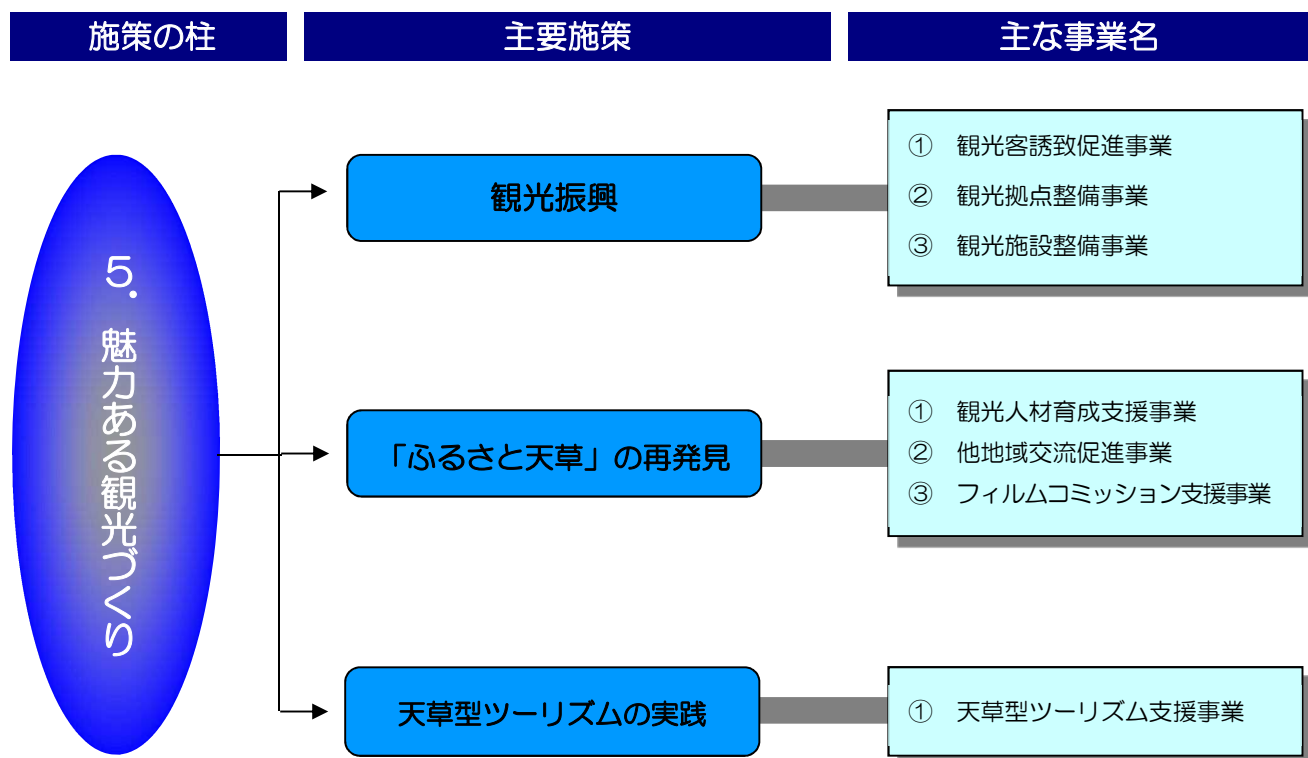 施策の柱
主要施策
主な事業名
5．魅力ある観光づくり
観光振興
① 観光客誘致促進事業
② 観光拠点整備事業
③ 観光施設整備事業
「ふるさと天草」の再発見
① 観光人材育成支援事業
② 他地域交流促進事業
③ フィルムコミッション支援事業
天草型ツーリズムの実践
① 天草型ツーリズム支援事業